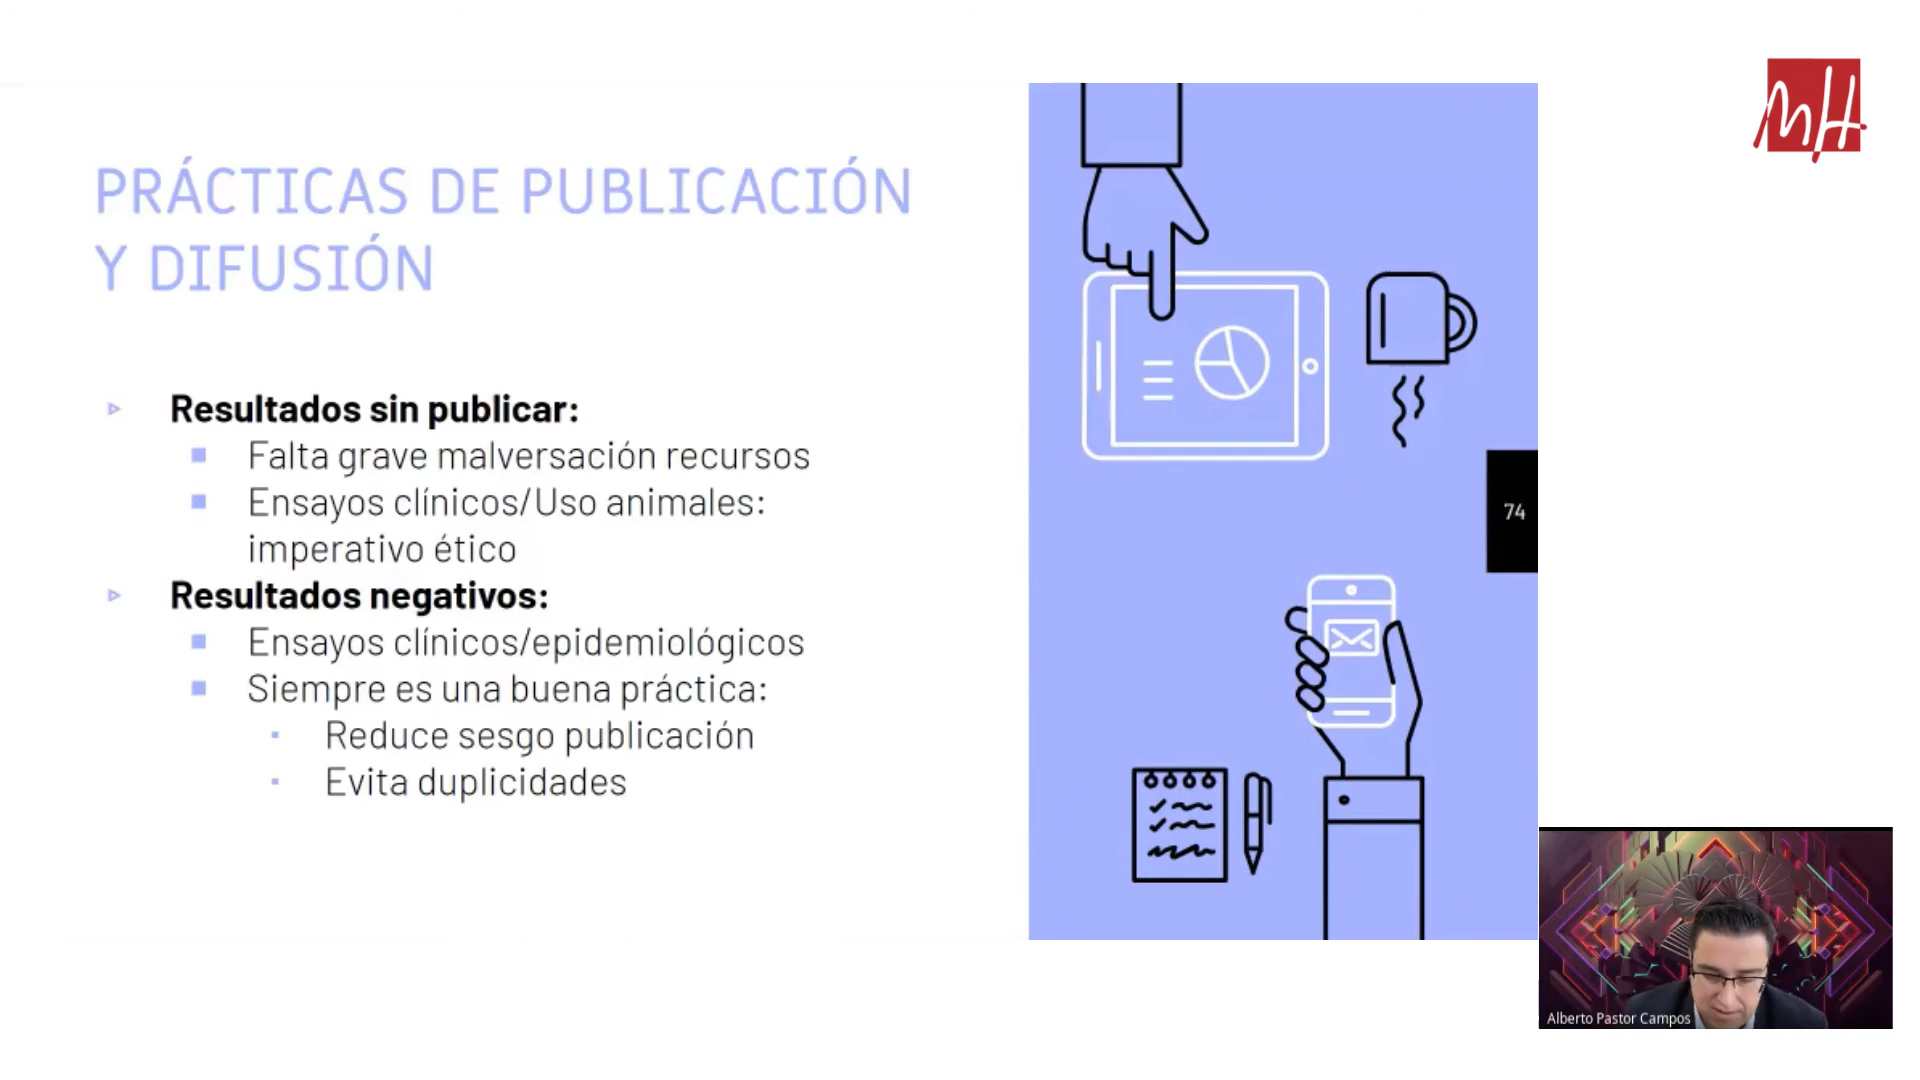 PRÁCTICAS DE PUBLICACIÓN
Y DIFUSIÓN
Resultados sin publicar:
Falta grave malversación recursos
Ensayos clínicos/Uso animales:
imperativo ético
Resultados negativos:
Ensayos clínicos/epidemiológicos
Siempre es una buena práctica:
Reduce sesgo publicación
Evita duplicidades
74
MH
Alberto Pastor Campos